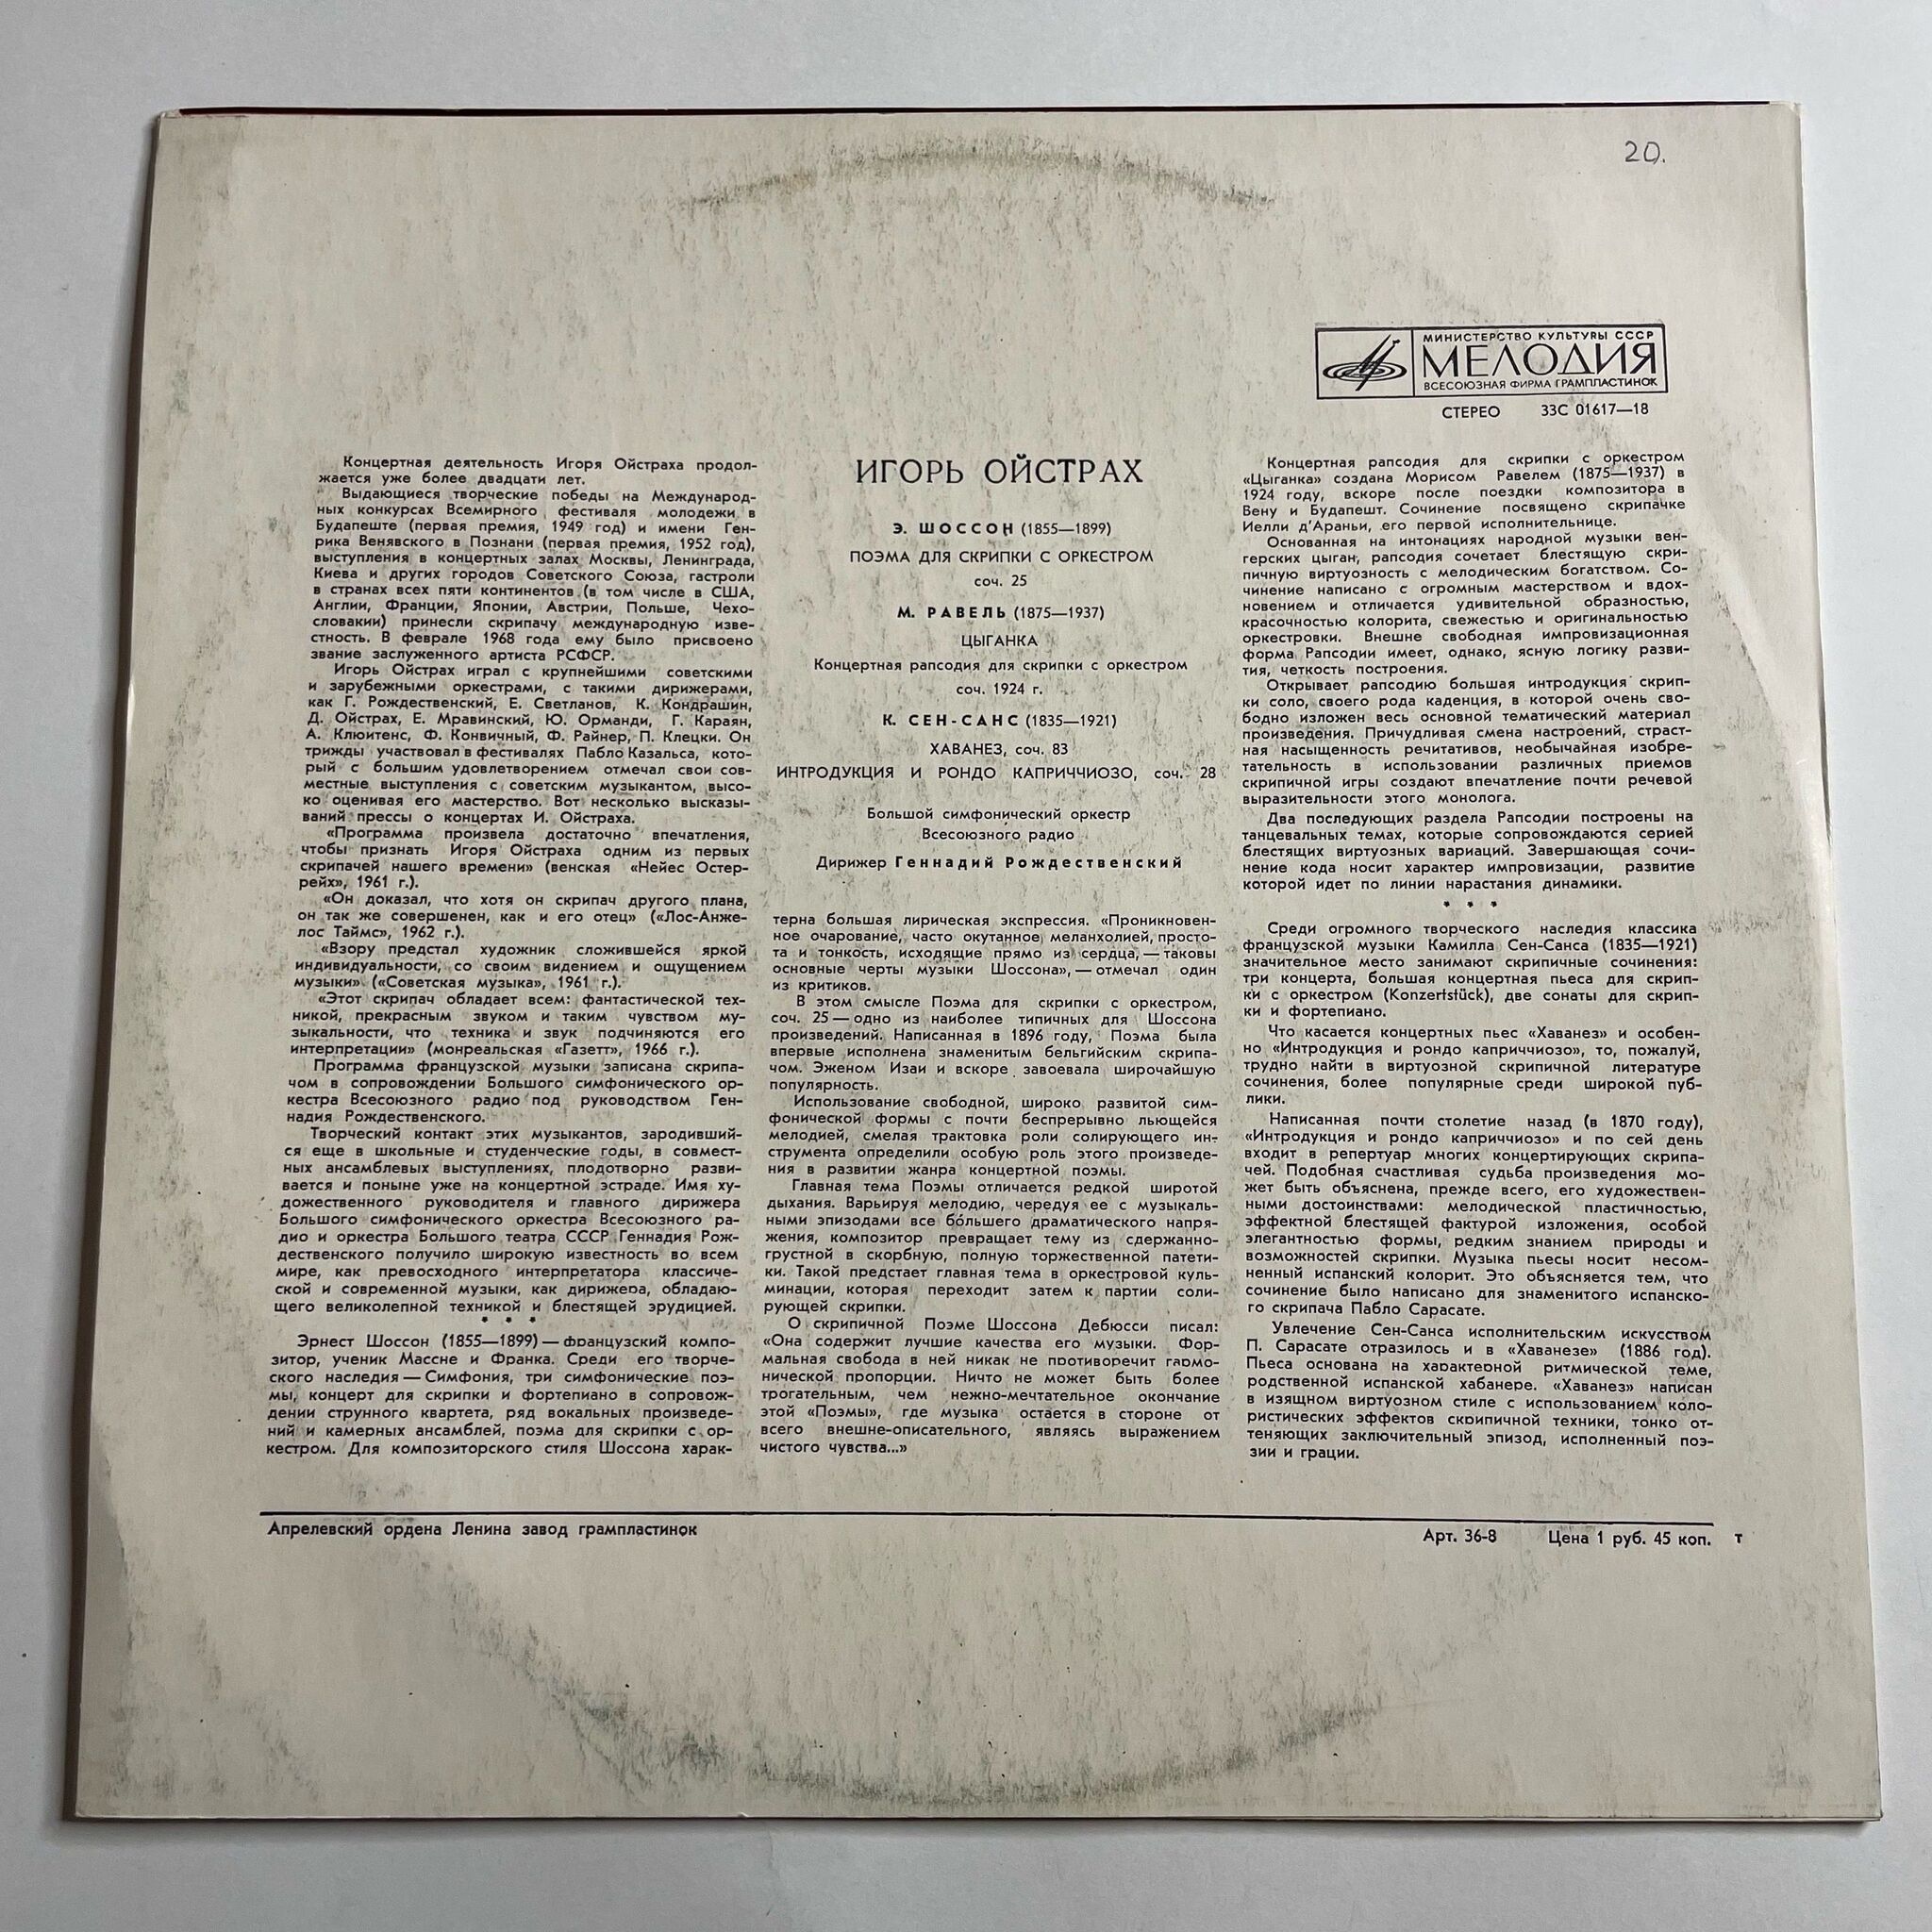 20.
МИНИСТЕРСТВО КУЛЬТУРЫ СССР
МЕЛОДИЯ
ВСЕСОЮЗНАЯ ФИРМА ГРАМПЛАСТИНОК
СТЕРЕО 33С 01617—18
Концертная деятельность Игоря Ойстраха продол-
жается уже более двадцати лет.
Выдающиеся творческие победы на Международ-
ных конкурсах Всемирного фестиваля молодежи в
Будапеште (первая премия, 1949 год) и имени Ген-
рика Венявского в Познани (первая премия, 1952 год),
выступления в концертных залах Москвы, Ленинграда,
Киева и других городов Советского Союза, гастроли
в странах всех пяти континентов (в том числе в США,
Англии, Франции, Японии, Австрии, Польше, Чехо-
словакии) принесли скрипачу международную изве-
стность. В феврале 1968 года ему было присвоено
звание заслуженного артиста РСФСР.
Игорь Ойстрах играл с крупнейшими советскими
и зарубежными оркестрами, с такими дирижерами,
как Г. Рождественский, Е. Светланов, К. Кондрашин,
Д. Ойстрах, Е. Мравинский, Ю. Орманди, Г. Караян,
А. Клюитенс, Ф. Конвичный, Ф. Райнер, П. Клецки. Он
трижды участвовал в фестивалях Пабло Казальса, кото-
рый с большим удовлетворением отмечал свои сов-
местные выступления с советским музыкантом, высо-
ко оценивая его мастерство. Вот несколько высказы-
ваний прессы о концертах И. Ойстраха.
«Программа произвела достаточно впечатления,
чтобы признать Игоря Ойстраха одним из первых
скрипачей нашего времени» (венская «Нейес Остер-
рейх», 1961 г.).
«Он доказал, что хотя он скрипач другого плана,
он так же совершенен, как и его отец» («Лос-Анже-
лос Таймс», 1962 г.).
«Взору предстал художник сложившейся яркой
индивидуальности, со своим видением и ощущением
музыки» («Советская музыка», 1961 г.).
«Этот скрипач обладает всем: фантастической тех-
никой, прекрасным звуком и таким чувством му-
зыкальности, что техника и звук подчиняются его
интерпретации» (монреальская «Газетт», 1966 г.).
Программа французской музыки записана скрипа-
чом в сопровождении Большого симфонического ор-
кестра Всесоюзного радио под руководством Ген-
надия Рождественского.
Творческий контакт этих музыкантов, зародивший-
ся еще в школьные и студенческие годы, в совмест-
ных ансамблевых выступлениях, плодотворно разви-
вается и поныне уже на концертной эстраде. Имя ху-
дожественного руководителя и главного дирижера
Большого симфонического оркестра Всесоюзного ра-
дио и оркестра Большого театра СССР Геннадия Рож-
дественского получило широкую известность во всем
мире, как превосходного интерпретатора классиче-
ской и современной музыки, как дирижера, обладаю-
щего великолепной техникой и блестящей эрудицией.
* * *
Эрнест Шоссон (1855—1899) — французский компо-
зитор, ученик Массне и Франка. Среди его творче-
ского наследия — Симфония, три симфонические поэ-
мы, концерт для скрипки и фортепиано в сопровож-
дении струнного квартета, ряд вокальных произведе-
ний и камерных ансамблей, поэма для скрипки с ор-
кестром. Для композиторского стиля Шоссона харак-
ИГОРЬ ОЙСТРАХ
Э. ШОССОН (1855—1899)
ПОЭМА ДЛЯ СКРИПКИ С ОРКЕСТРОМ
соч. 25
М. РАВЕЛЬ (1875—1937)
ЦЫГАНКА
Концертная рапсодия для скрипки с оркестром
соч. 1924 г.
К. СЕН-САНС (1835—1921)
ХАВАНЕЗ, соч. 83
ИНТРОДУКЦИЯ И РОНДО КАПРИЧЧИОЗО, соч. 28
Большой симфонический оркестр
Всесоюзного радио
Дирижер Геннадий Рождественский
терна большая лирическая экспрессия. «Проникновен-
ное очарование, часто окутанное меланхолией, просто-
та и тонкость, исходящие прямо из сердца, — таковы
основные черты музыки Шоссона», — отмечал один
из критиков.
В этом смысле Поэма для скрипки с оркестром,
соч. 25 — одно из наиболее типичных для Шоссона
произведений. Написанная в 1896 году, Поэма была
впервые исполнена знаменитым бельгийским скрипа-
чом. Эженом Изаи и вскоре завоевала широчайшую
популярность.
Использование свободной, широко развитой сим-
фонической формы с почти беспрерывно льющейся
мелодией, смелая трактовка роли солирующего ин-
струмента определили особую роль этого произведе-
ния в развитии жанра концертной поэмы.
Главная тема Поэмы отличается редкой широтой
дыхания. Варьируя мелодию, чередуя ее с музыкаль-
ными эпизодами все бо́льшего драматического напря-
жения, композитор превращает тему из сдержанно-
грустной в скорбную, полную торжественной патети-
ки. Такой предстает главная тема в оркестровой куль-
минации, которая переходит затем к партии соли-
рующей скрипки.
О скрипичной Поэме Шоссона Дебюсси писал:
«Она содержит лучшие качества его музыки. Фор-
мальная свобода в ней никак не противоречит гармо-
нической пропорции. Ничто не может быть более
трогательным, чем нежно-мечтательное окончание
этой «Поэмы», где музыка остается в стороне от
всего внешне-описательного, являясь выражением
чистого чувства...»
Концертная рапсодия для скрипки с оркестром
«Цыганка» создана Морисом Равелем (1875—1937) в
1924 году, вскоре после поездки композитора в
Вену и Будапешт. Сочинение посвящено скрипачке
Иелли д'Араньи, его первой исполнительнице.
Основанная на интонациях народной музыки вен-
герских цыган, рапсодия сочетает блестящую скри-
пичную виртуозность с мелодическим богатством. Со-
чинение написано с огромным мастерством и вдох-
новением и отличается удивительной образностью,
красочностью колорита, свежестью и оригинальностью
оркестровки. Внешне свободная импровизационная
форма Рапсодии имеет, однако, ясную логику разви-
тия, четкость построения.
Открывает рапсодию большая интродукция скрип-
ки соло, своего рода каденция, в которой очень сво-
бодно изложен весь основной тематический материал
произведения. Причудливая смена настроений, страст-
ная насыщенность речитативов, необычайная изобре-
тательность в использовании различных приемов
скрипичной игры создают впечатление почти речевой
выразительности этого монолога.
Два последующих раздела Рапсодии построены на
танцевальных темах, которые сопровождаются серией
блестящих виртуозных вариаций. Завершающая сочи-
нение кода носит характер импровизации, развитие
которой идет по линии нарастания динамики.
* * *
Среди огромного творческого наследия классика
французской музыки Камилла Сен-Санса (1835—1921)
значительное место занимают скрипичные сочинения:
три концерта, большая концертная пьеса для скрип-
ки с оркестром (Konzertstück), две сонаты для скрип-
ки и фортепиано.
Что касается концертных пьес «Хаванез» и особен-
но «Интродукция и рондо каприччиозо», то, пожалуй,
трудно найти в виртуозной скрипичной литературе
сочинения, более популярные среди широкой пуб-
лики.
Написанная почти столетие назад (в 1870 году),
«Интродукция и рондо каприччиозо» и по сей день
входит в репертуар многих концертирующих скрипа-
чей. Подобная счастливая судьба произведения мо-
жет быть объяснена, прежде всего, его художествен-
ными достоинствами: мелодической пластичностью,
эффектной блестящей фактурой изложения, особой
элегантностью формы, редким знанием природы и
возможностей скрипки. Музыка пьесы носит несом-
ненный испанский колорит. Это объясняется тем, что
сочинение было написано для знаменитого испанско-
го скрипача Пабло Сарасате.
Увлечение Сен-Санса исполнительским искусством
П. Сарасате отразилось и в «Хаванезе» (1886 год).
Пьеса основана на характерной ритмической теме,
родственной испанской хабанере. «Хаванез» написан
в изящном виртуозном стиле с использованием коло-
ристических эффектов скрипичной техники, тонко от-
теняющих заключительный эпизод, исполненный поэ-
зии и грации.
Апрелевский ордена Ленина завод грампластинок
Арт. 36-8 Цена 1 руб. 45 коп. т